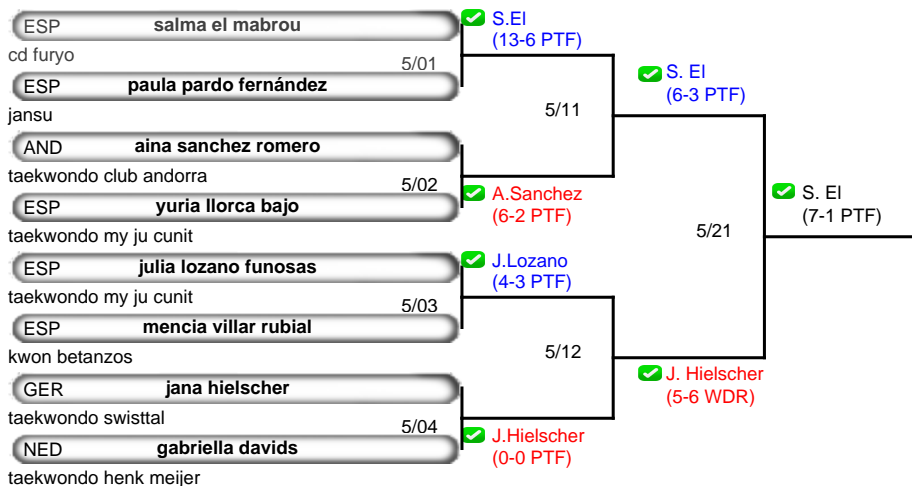 ESP salma el mabrou
cd furyo
5/01
ESP paula pardo fernández
jansu
AND aina sanchez romero
taekwondo club andorra
5/02
ESP yuria llorca bajo
taekwondo my ju cunit
ESP julia lozano funosas
taekwondo my ju cunit
5/03
ESP mencia villar rubial
kwon betanzos
GER jana hielscher
taekwondo swisttal
5/04
NED gabriella davids
taekwondo henk meijer
S.El
(13-6 PTF)
5/11
A.Sanchez
(6-2 PTF)
J.Lozano
(4-3 PTF)
5/12
J.Hielscher
(0-0 PTF)
S. El
(6-3 PTF)
5/21
J. Hielscher
(5-6 WDR)
S. El
(7-1 PTF)